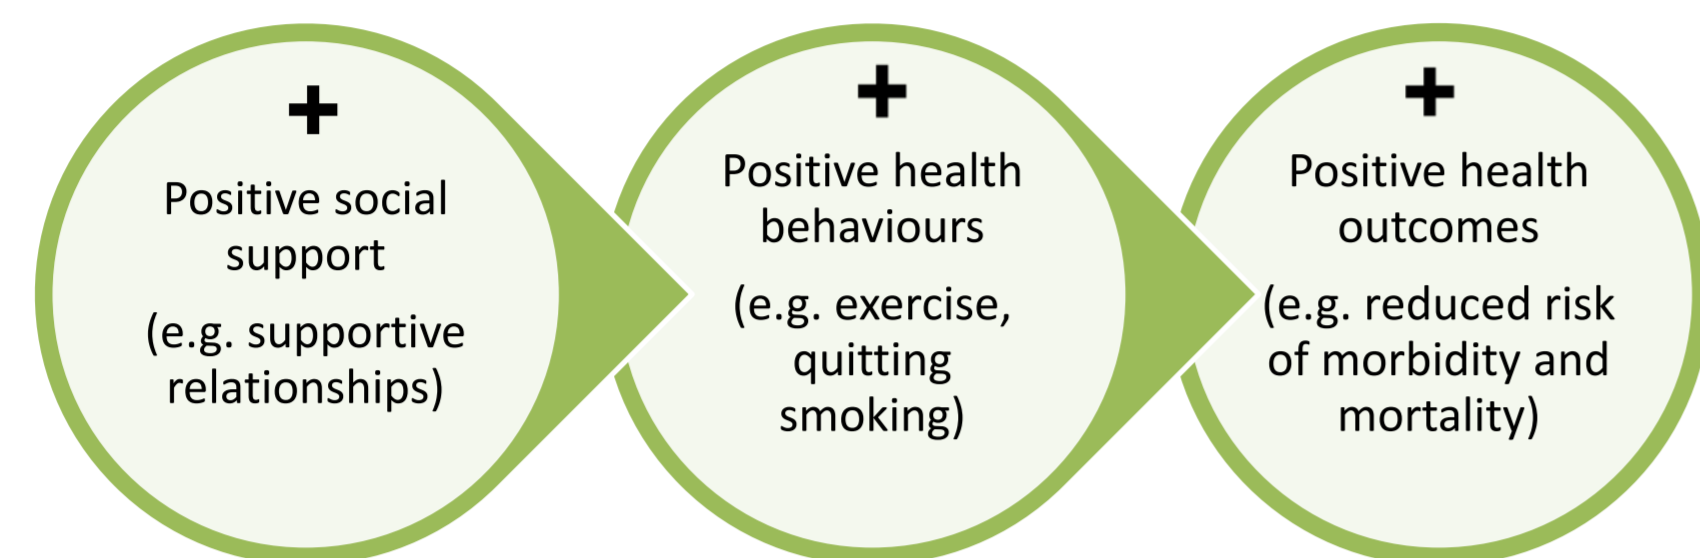 +
Positive social
support
(e.g. supportive
relationships)
+
Positive health
behaviours
(e.g. exercise,
quitting
smoking)
+
Positive health
outcomes
(e.g. reduced risk
of morbidity and
mortality)